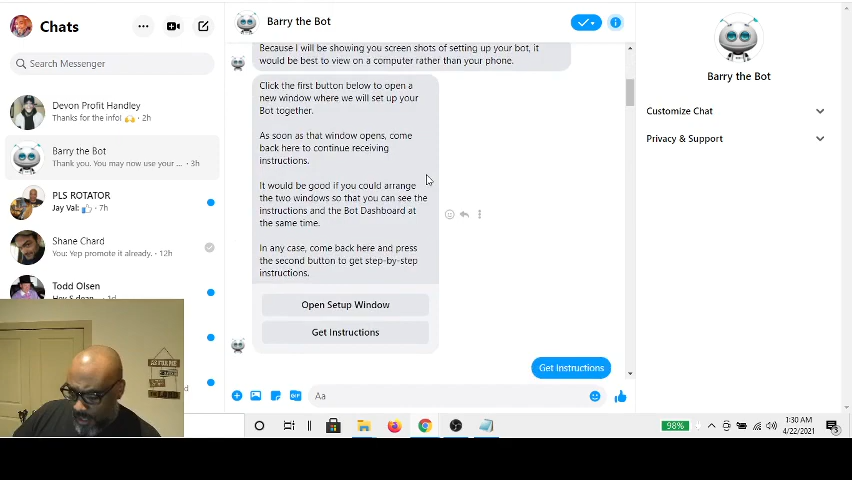 Chats
Search Messenger
Devon Profit Handley
Thanks for the info! 🙌 · 2h
Barry the Bot
Thank you. You may now use your ... · 3h
PLS ROTATOR
Jay Val: 👍 · 7h
Shane Chard
You: Yep promote it already. · 12h
Todd Olsen
Barry the Bot
Because I will be showing you screen shots of setting up your bot, it
would be best to view on a computer rather than your phone.
Click the first button below to open a
new window where we will set up your
Bot together.
As soon as that window opens, come
back here to continue receiving
instructions.
It would be good if you could arrange
the two windows so that you can see the
instructions and the Bot Dashboard at
the same time.
In any case, come back here and press
the second button to get step-by-step
instructions.
Open Setup Window
Get Instructions
Get Instructions
GIF
Aa
Barry the Bot
Customize Chat
Privacy & Support
98%
1:30 AM
4/22/2021
3